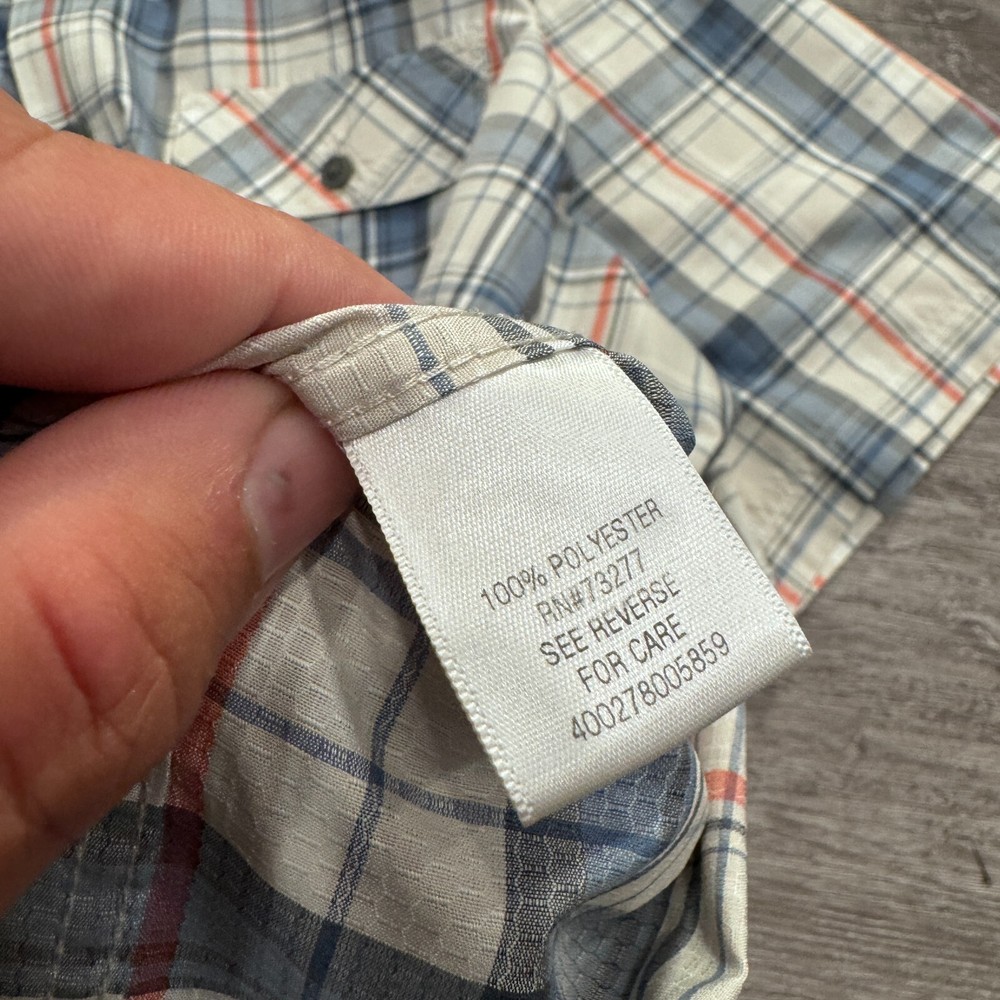 100% POLYESTER
RN#73277
SEE REVERSE
FOR CARE
400278005859